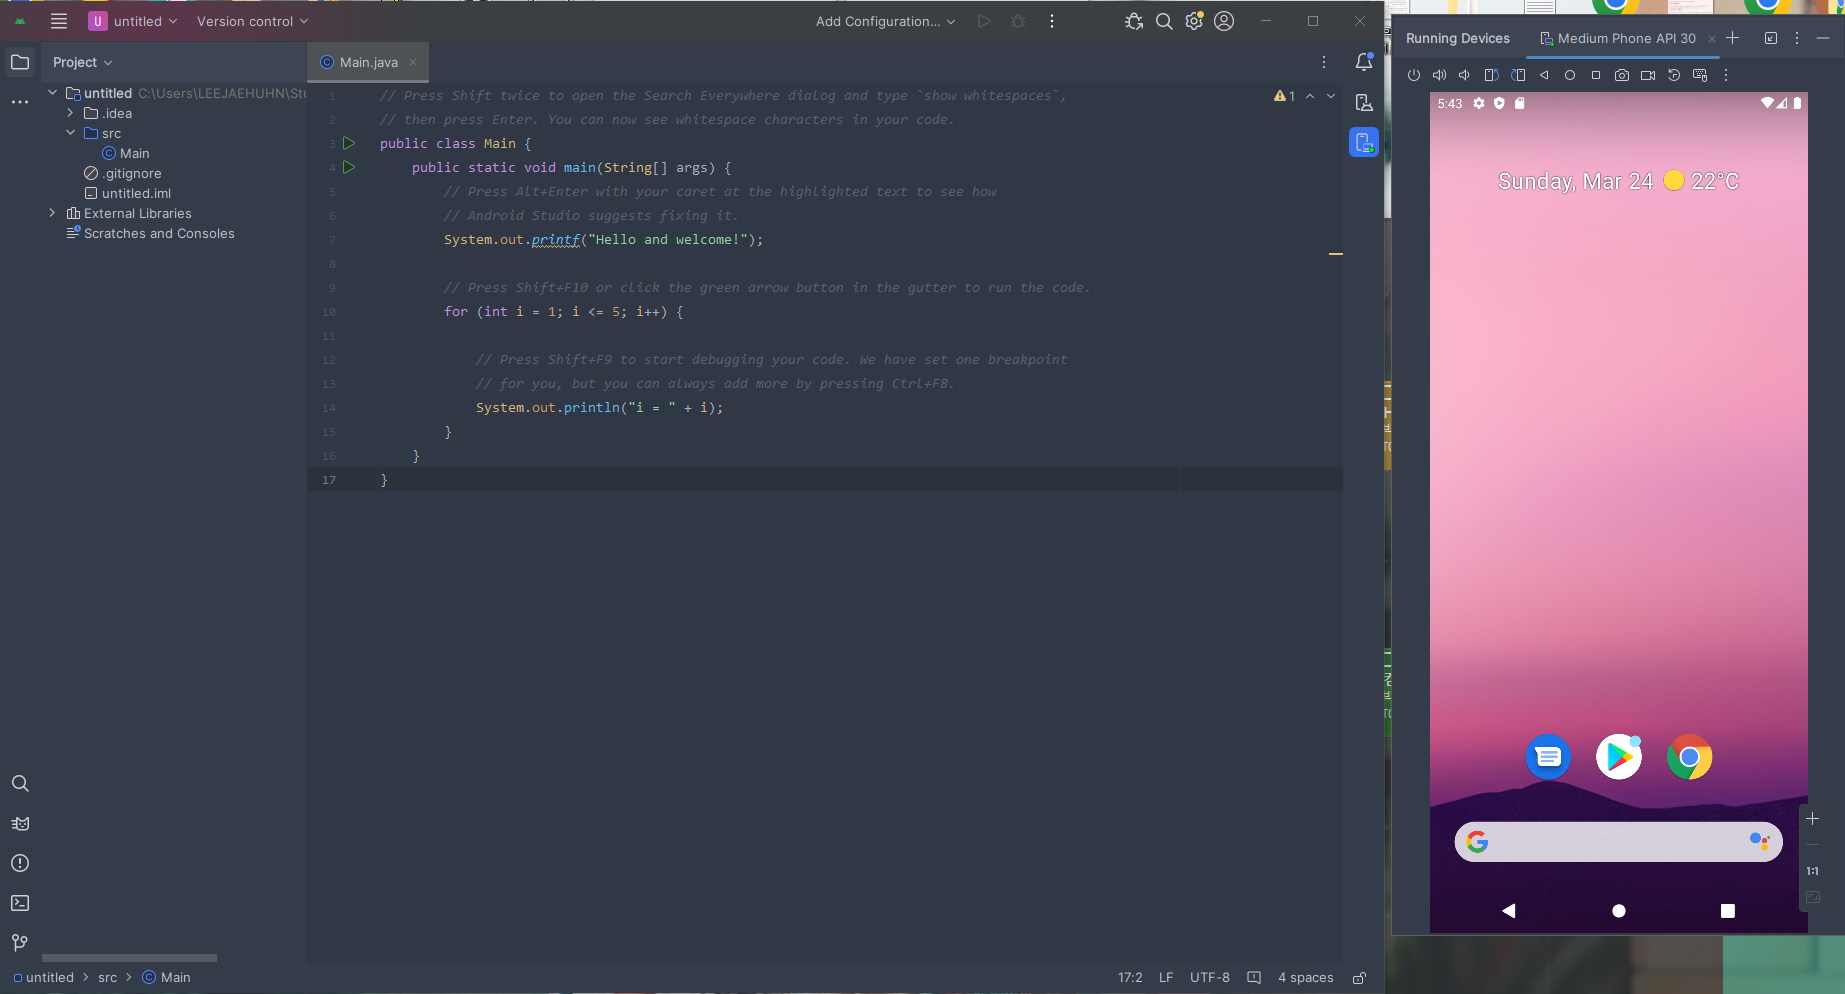 U untitled Version control Add Configuration...
Project
Main.java
untitled C:\Users\LEEJAEHUHN\Stu
.idea
src
Main
.gitignore
untitled.iml
External Libraries
Scratches and Consoles
1 // Press Shift twice to open the Search Everywhere dialog and type `show whitespaces`,
2 // then press Enter. You can now see whitespace characters in your code.
3 public class Main {
4 public static void main(String[] args) {
5 // Press Alt+Enter with your caret at the highlighted text to see how
6 // Android Studio suggests fixing it.
7 System.out.printf("Hello and welcome!");
8
9 // Press Shift+F10 or click the green arrow button in the gutter to run the code.
10 for (int i = 1; i <= 5; i++) {
11
12 // Press Shift+F9 to start debugging your code. We have set one breakpoint
13 // for you, but you can always add more by pressing Ctrl+F8.
14 System.out.println("i = " + i);
15 }
16 }
17 }
1
untitled > src > Main
17:2 LF UTF-8 4 spaces
Running Devices Medium Phone API 30
5:43
Sunday, Mar 24 22°C
1:1